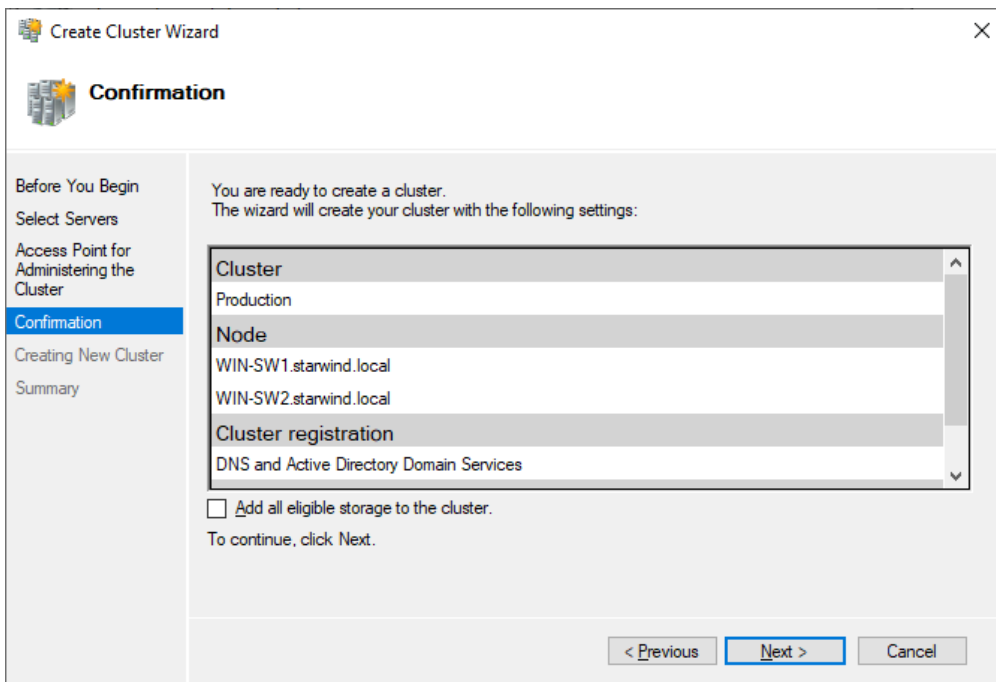 Create Cluster Wizard
Confirmation
Before You Begin
Select Servers
Access Point for
Administering the
Cluster
Confirmation
Creating New Cluster
Summary
You are ready to create a cluster.
The wizard will create your cluster with the following settings:
Cluster
Production
Node
WIN-SW1.starwind.local
WIN-SW2.starwind.local
Cluster registration
DNS and Active Directory Domain Services
Add all eligible storage to the cluster.
To continue, click Next.
< Previous
Next >
Cancel